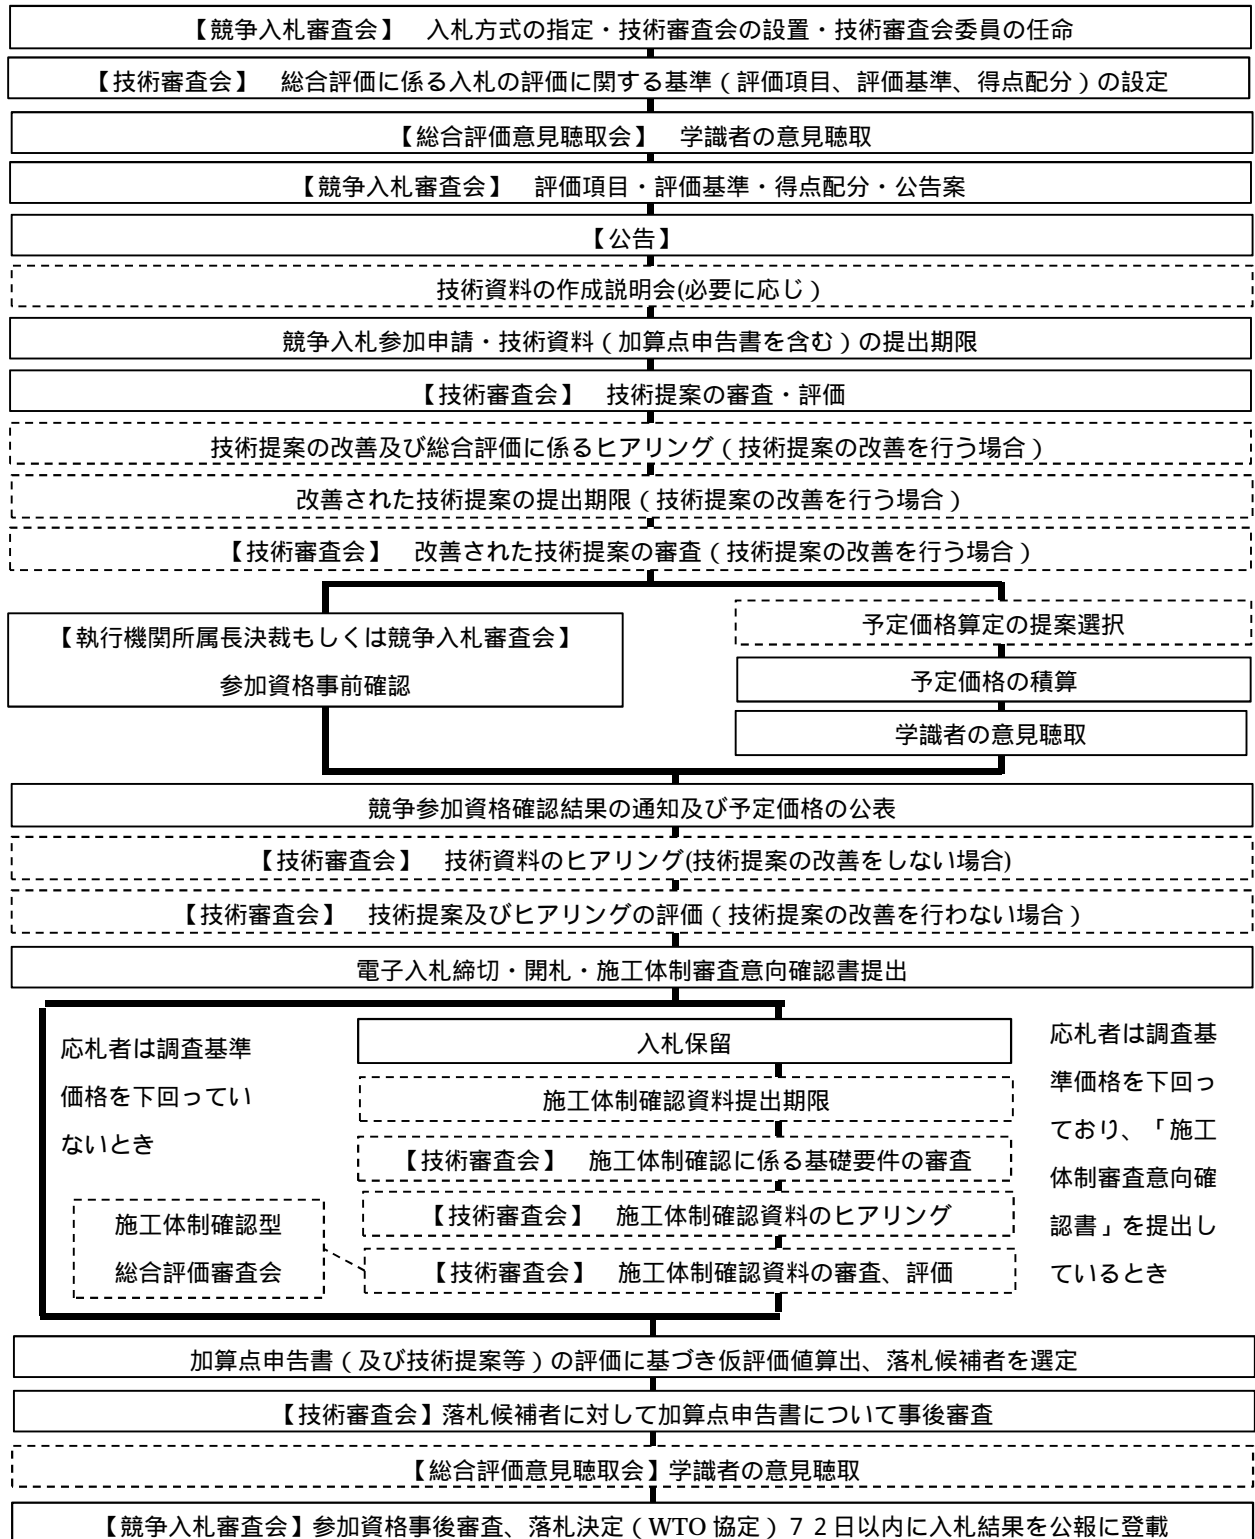 【競争入札審査会】　入札方式の指定・技術審査会の設置・技術審査会委員の任命
【技術審査会】　総合評価に係る入札の評価に関する基準（評価項目、評価基準、得点配分）の設定
【総合評価意見聴取会】　学識者の意見聴取
【競争入札審査会】　評価項目・評価基準・得点配分・公告案
【公告】
技術資料の作成説明会(必要に応じ）
競争入札参加申請・技術資料（加算点申告書を含む）の提出期限
【技術審査会】　技術提案の審査・評価
技術提案の改善及び総合評価に係るヒアリング（技術提案の改善を行う場合）
改善された技術提案の提出期限（技術提案の改善を行う場合）
【技術審査会】　改善された技術提案の審査（技術提案の改善を行う場合）
【執行機関所属長決裁もしくは競争入札審査会】
参加資格事前確認
予定価格算定の提案選択
予定価格の積算
学識者の意見聴取
競争参加資格確認結果の通知及び予定価格の公表
【技術審査会】　技術資料のヒアリング(技術提案の改善をしない場合)
【技術審査会】　技術提案及びヒアリングの評価（技術提案の改善を行わない場合）
電子入札締切・開札・施工体制審査意向確認書提出
応札者は調査基準
価格を下回ってい
ないとき
入札保留
施工体制確認資料提出期限
【技術審査会】　施工体制確認に係る基礎要件の審査
【技術審査会】　施工体制確認資料のヒアリング
【技術審査会】　施工体制確認資料の審査、評価
施工体制確認型
総合評価審査会
応札者は調査基
準価格を下回っ
ており、「施工
体制審査意向確
認書」を提出し
ているとき
加算点申告書（及び技術提案等）の評価に基づき仮評価値算出、落札候補者を選定
【技術審査会】落札候補者に対して加算点申告書について事後審査
【総合評価意見聴取会】学識者の意見聴取
【競争入札審査会】参加資格事後審査、落札決定（WTO 協定）７２日以内に入札結果を公報に登載